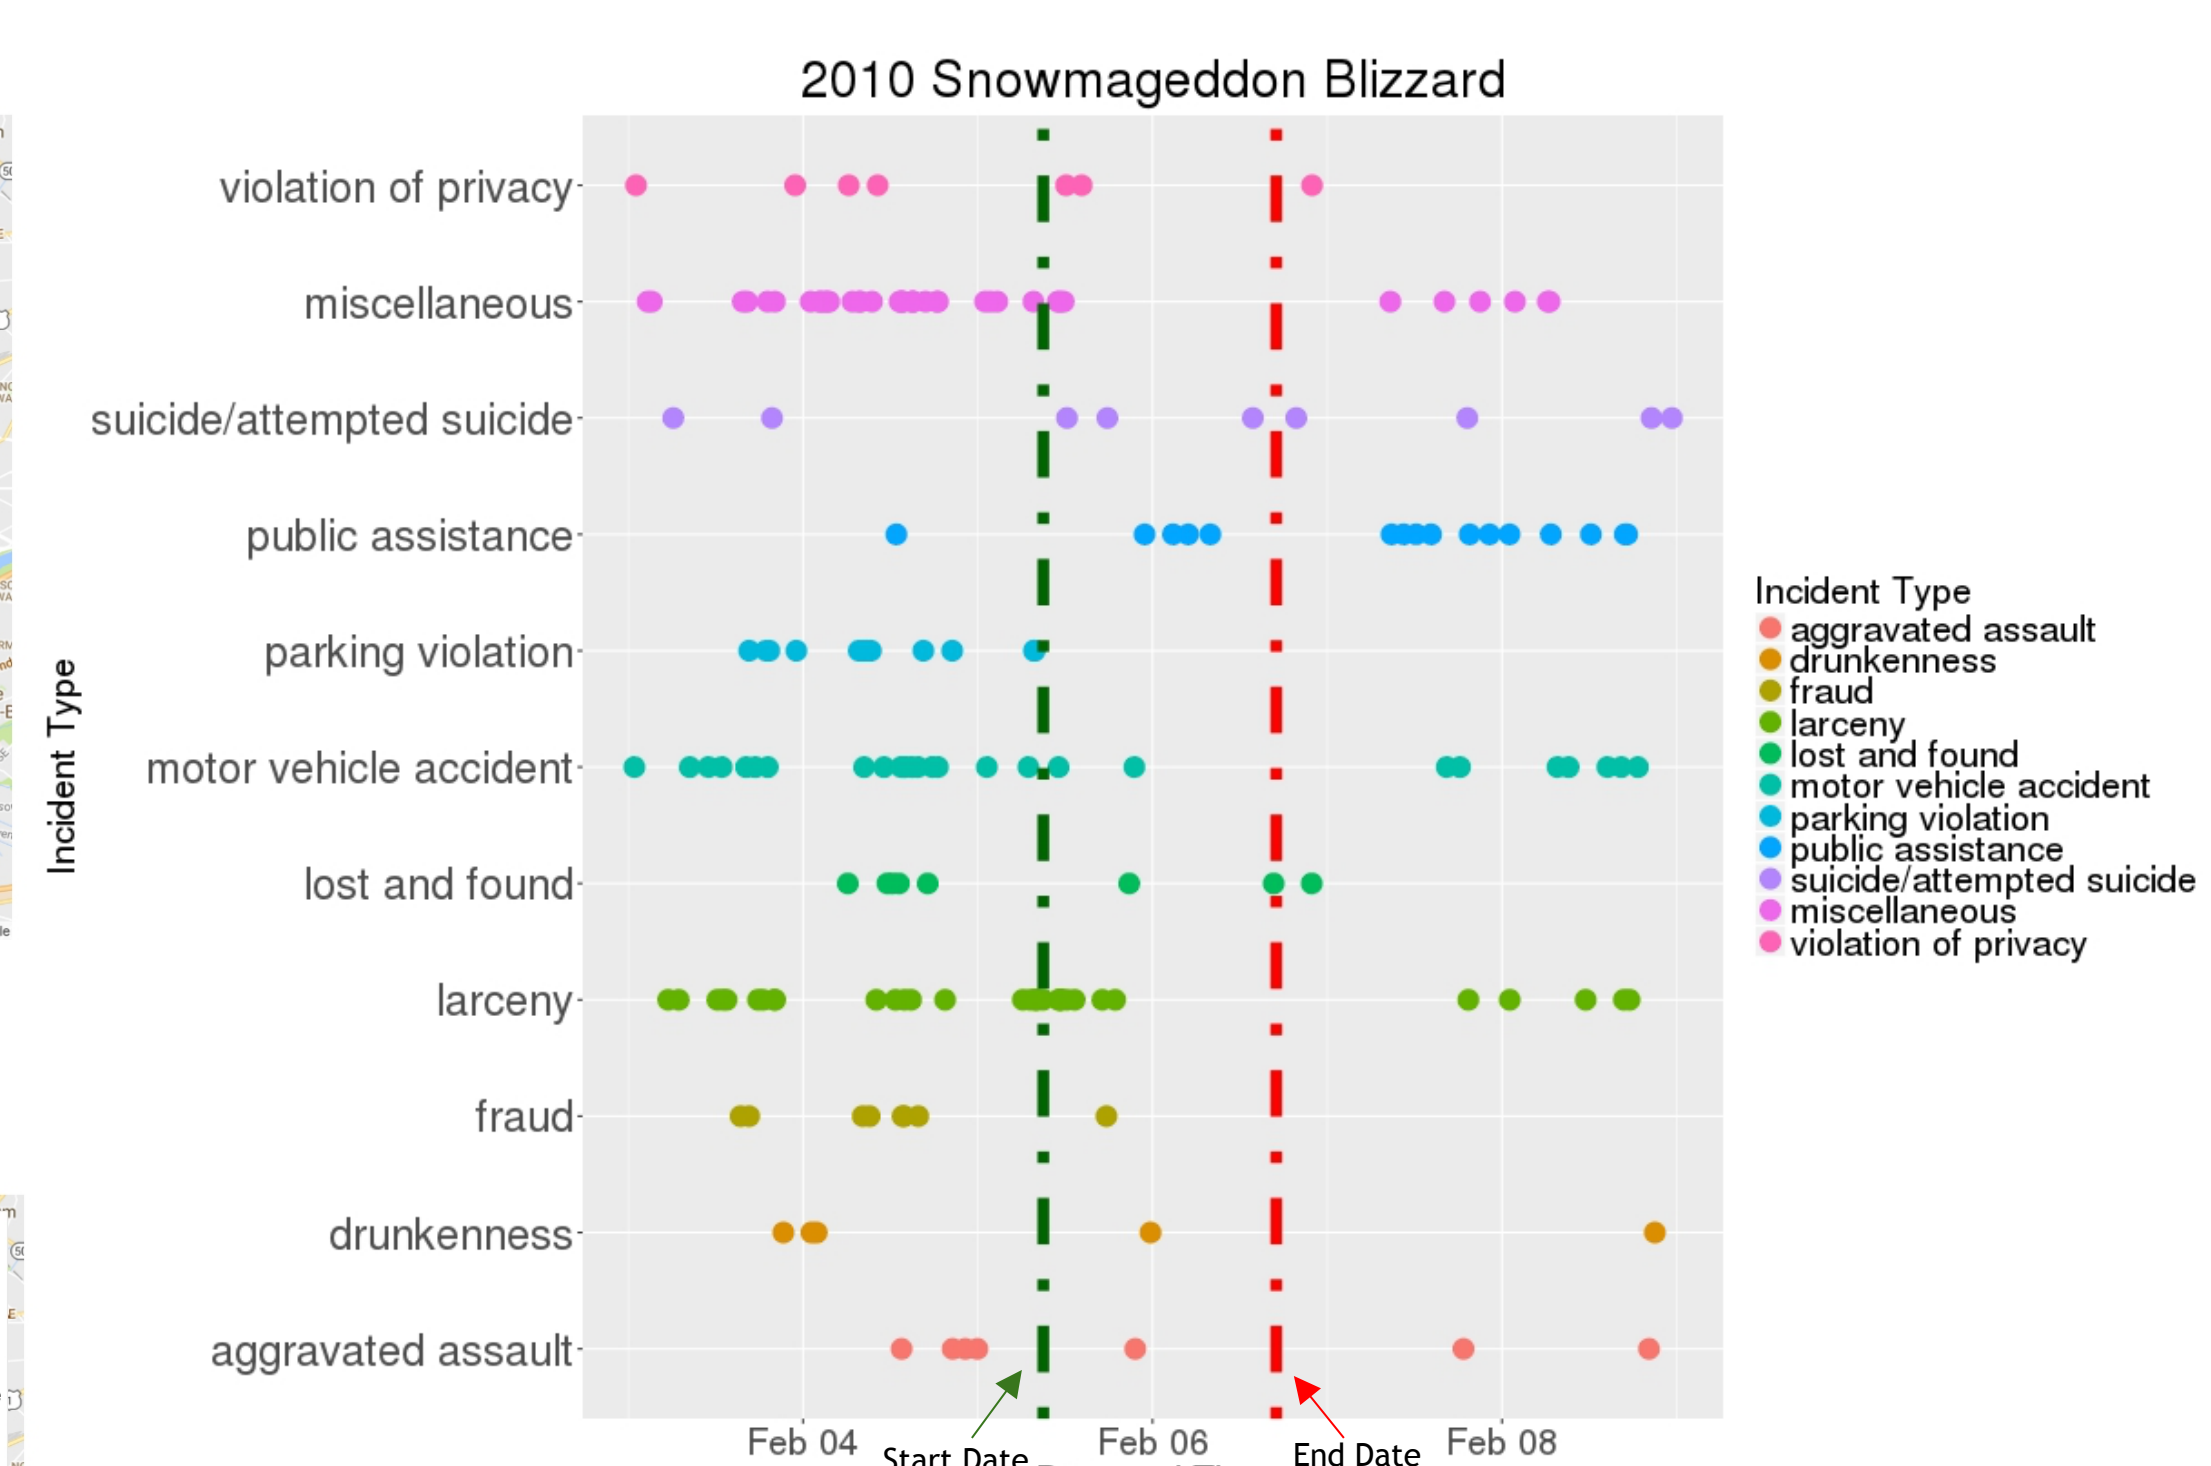 2010 Snowmageddon Blizzard
violation of privacy
miscellaneous
suicide/attempted suicide
public assistance
parking violation
motor vehicle accident
lost and found
larceny
fraud
drunkenness
aggravated assault
Incident Type
Feb 04
Feb 06
Feb 08
Start Date
End Date
Incident Type
aggravated assault
drunkenness
fraud
larceny
lost and found
motor vehicle accident
parking violation
public assistance
suicide/attempted suicide
miscellaneous
violation of privacy